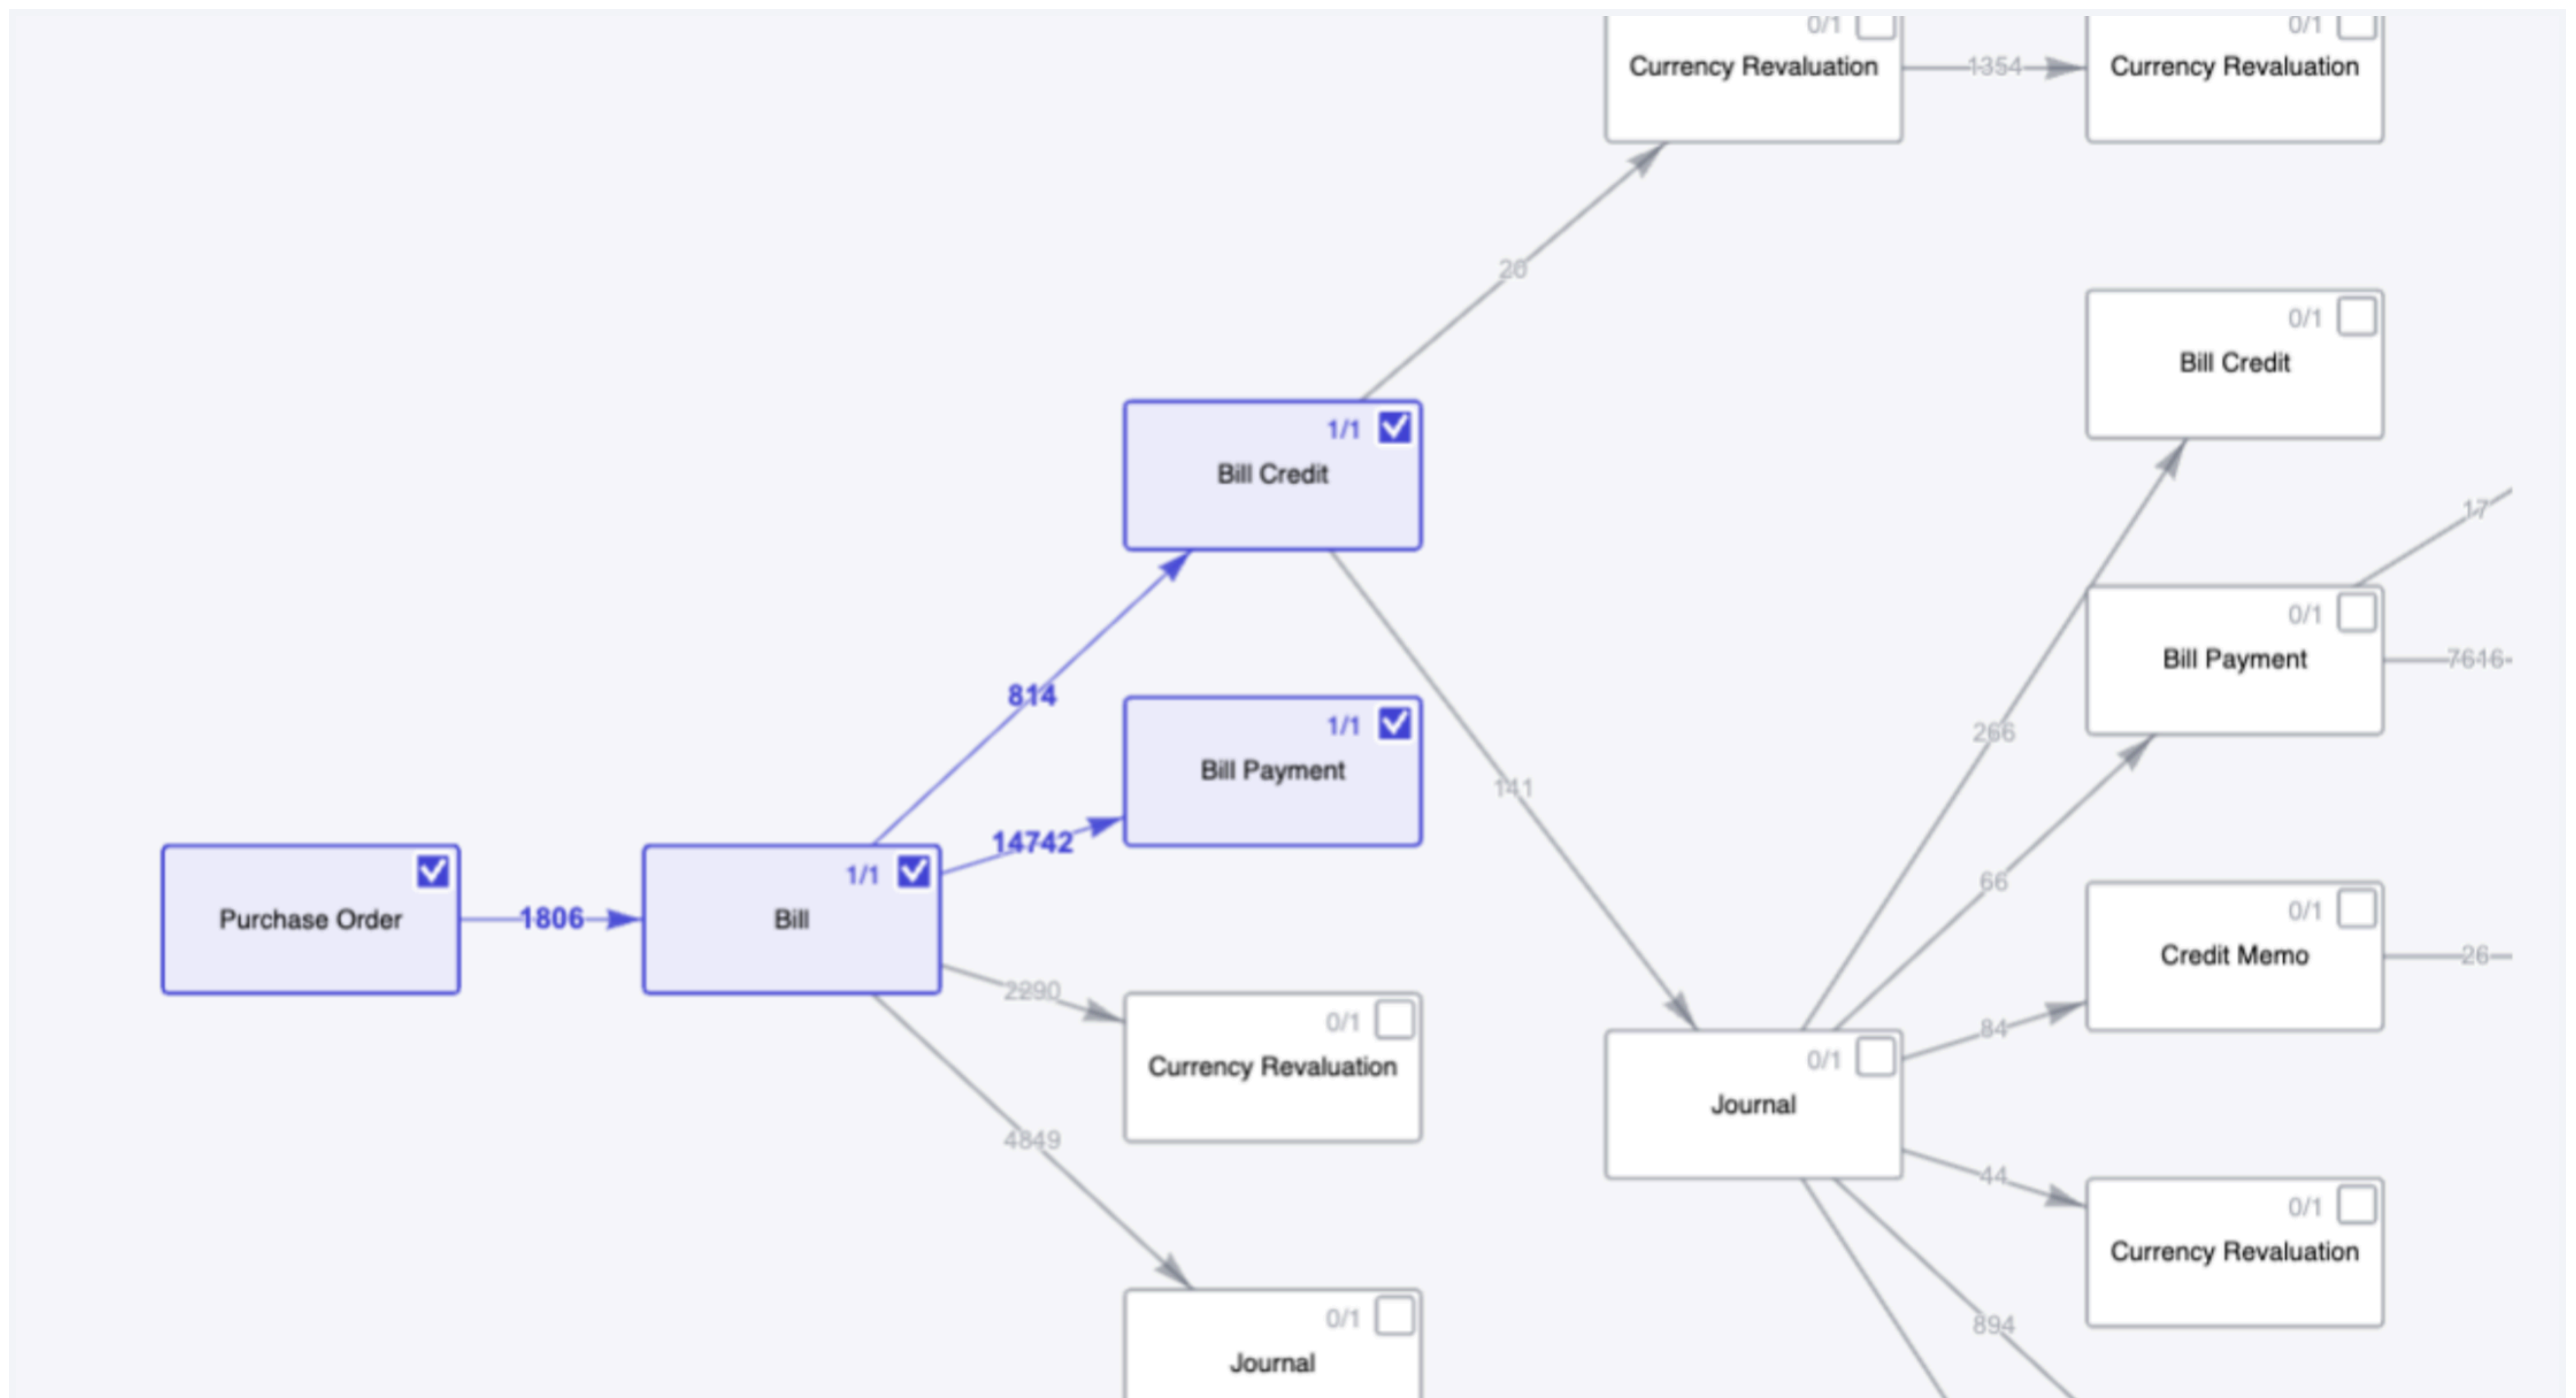 0/1
Currency Revaluation
1354
0/1
Currency Revaluation
20
0/1
Bill Credit
1/1
Bill Credit
17
0/1
Bill Payment
7616
814
1/1
Bill Payment
141
266
14742
Purchase Order
1806
1/1
Bill
66
0/1
Credit Memo
26
2290
0/1
Currency Revaluation
84
0/1
Journal
4849
44
0/1
Currency Revaluation
0/1
Journal
894